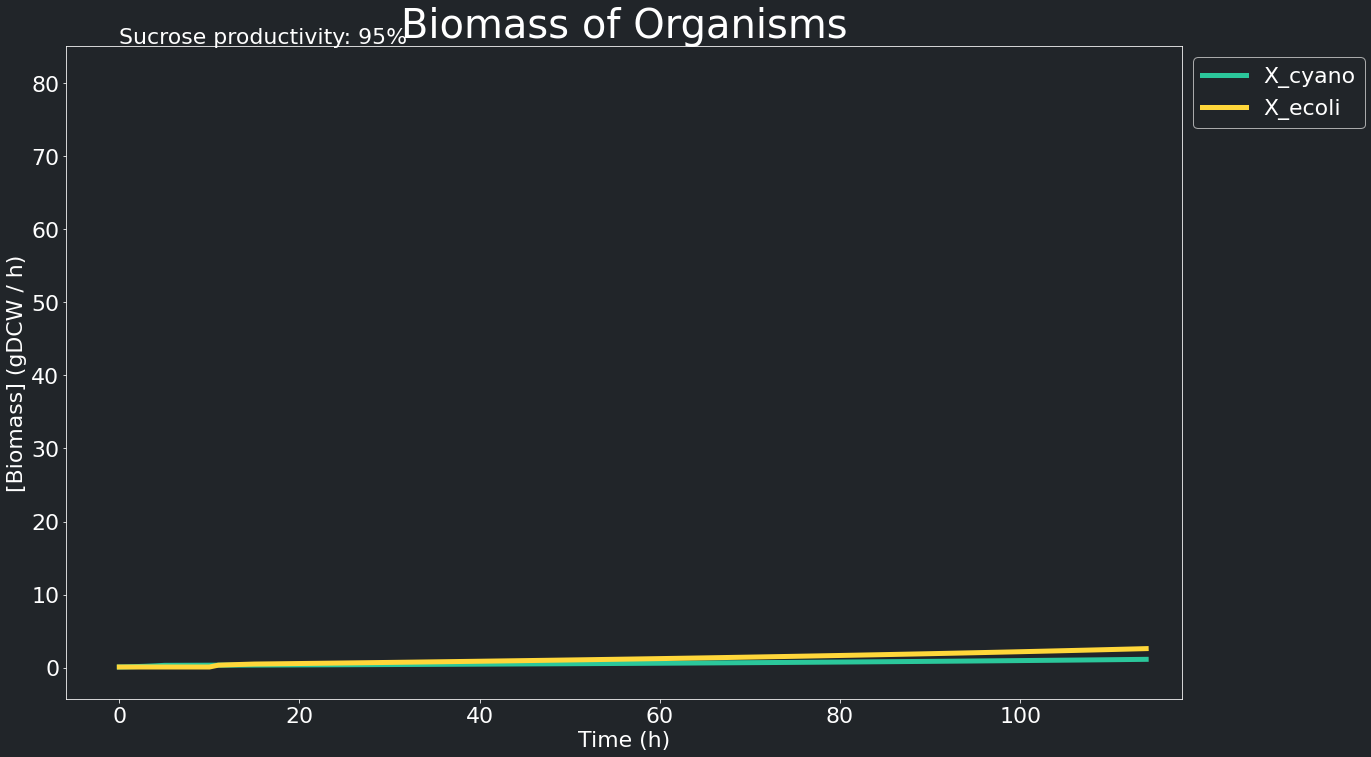 Biomass of Organisms
Sucrose productivity: 95%
X_cyano
X_ecoli
[Biomass] (gDCW / h)
80
70
60
50
40
30
20
10
0
0 20 40 60 80 100
Time (h)